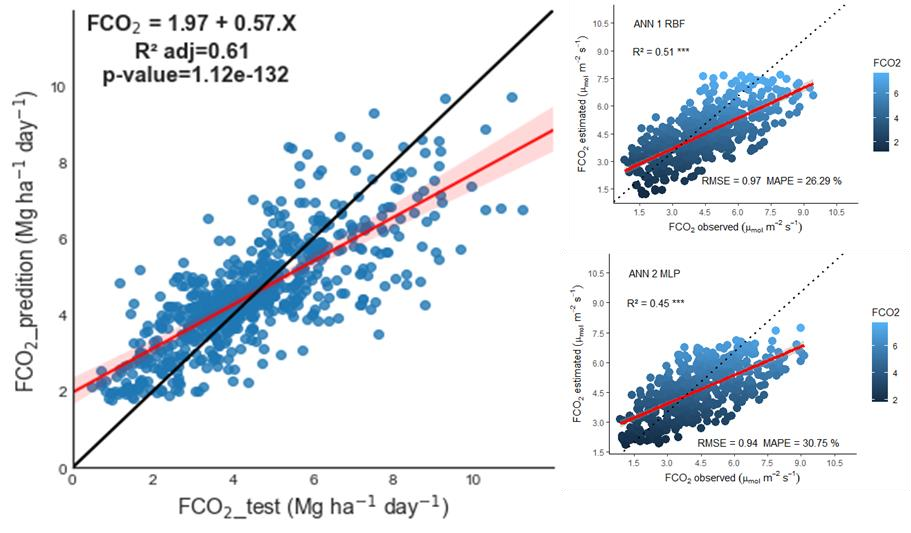 FCO₂ = 1.97 + 0.57.X
R² adj=0.61
p-value=1.12e-132
FCO₂_predition (Mg ha⁻¹ day⁻¹)
10
8
6
4
2
0
0 2 4 6 8 10
FCO₂_test (Mg ha⁻¹ day⁻¹)
ANN 1 RBF
R² = 0.51 ***
FCO₂ estimated (µmol m⁻² s⁻¹)
10.5
9.0
7.5
6.0
4.5
3.0
1.5
RMSE = 0.97 MAPE = 26.29 %
1.5 3.0 4.5 6.0 7.5 9.0 10.5
FCO₂ observed (µmol m⁻² s⁻¹)
FCO2
6
4
2
ANN 2 MLP
R² = 0.45 ***
FCO₂ estimated (µmol m⁻² s⁻¹)
10.5
9.0
7.5
6.0
4.5
3.0
1.5
RMSE = 0.94 MAPE = 30.75 %
1.5 3.0 4.5 6.0 7.5 9.0 10.5
FCO₂ observed (µmol m⁻² s⁻¹)
FCO2
6
4
2